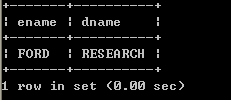 +-------+----------+
| ename | dname    |
+-------+----------+
| FORD  | RESEARCH |
+-------+----------+
1 row in set (0.00 sec)